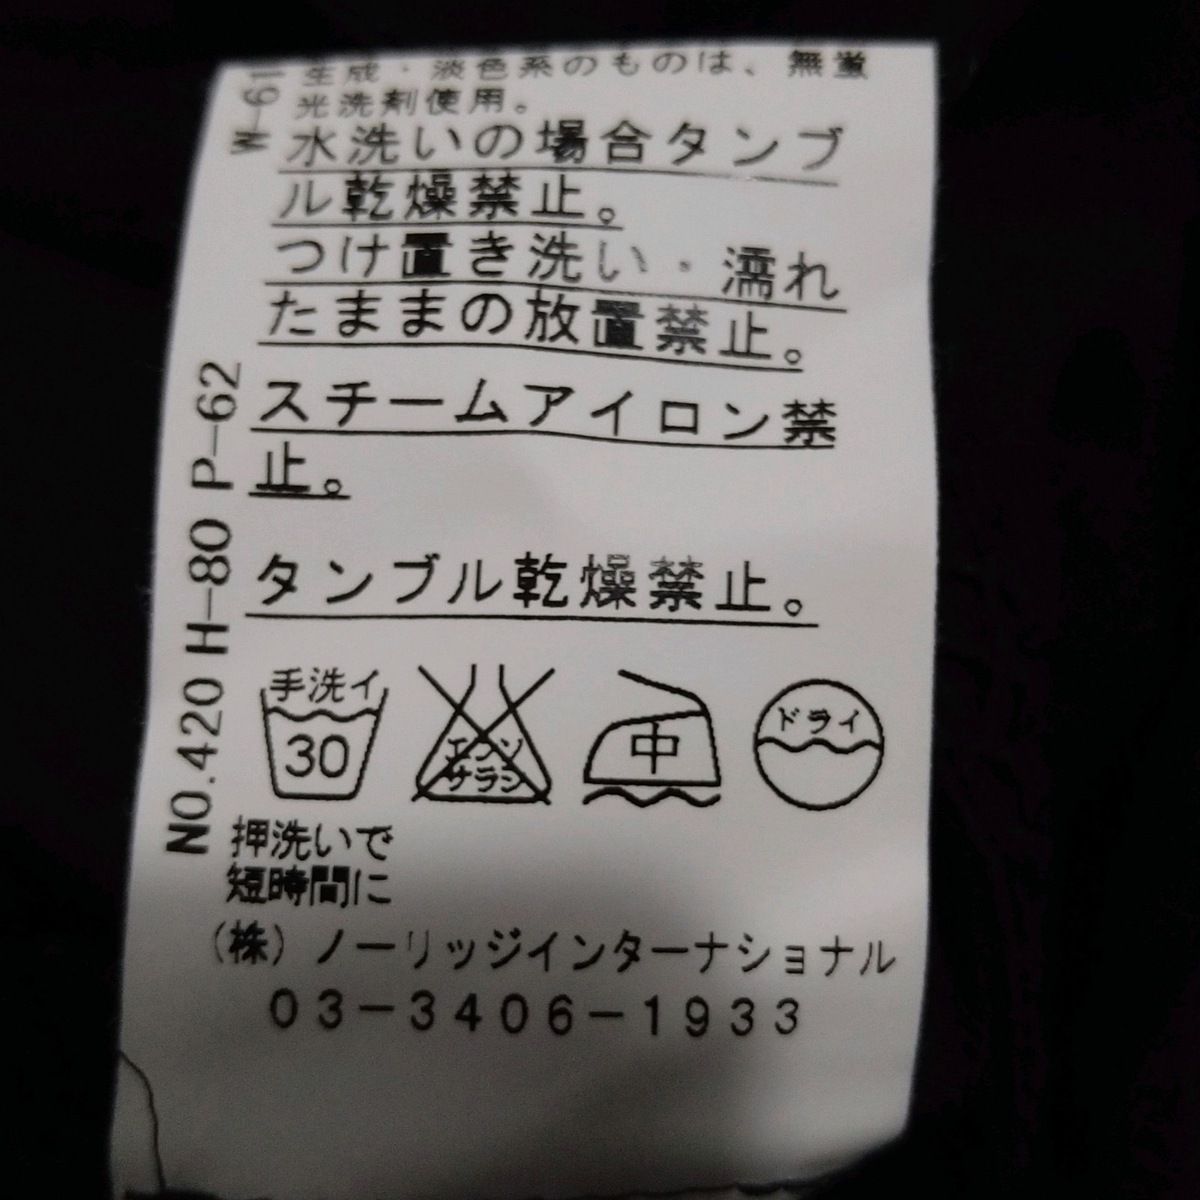 生成・淡色系のものは、無蛍
光洗剤使用。
水洗いの場合タンブ
ル乾燥禁止。
つけ置き洗い・濡れ
たままの放置禁止。
スチームアイロン禁
止。
タンブル乾燥禁止。
手洗イ
30
エンソ
サラシ
中
ドライ
押洗いで
短時間に
(株)ノーリッジインターナショナル
03-3406-1933
NO.420 H-80 P-62
W-61